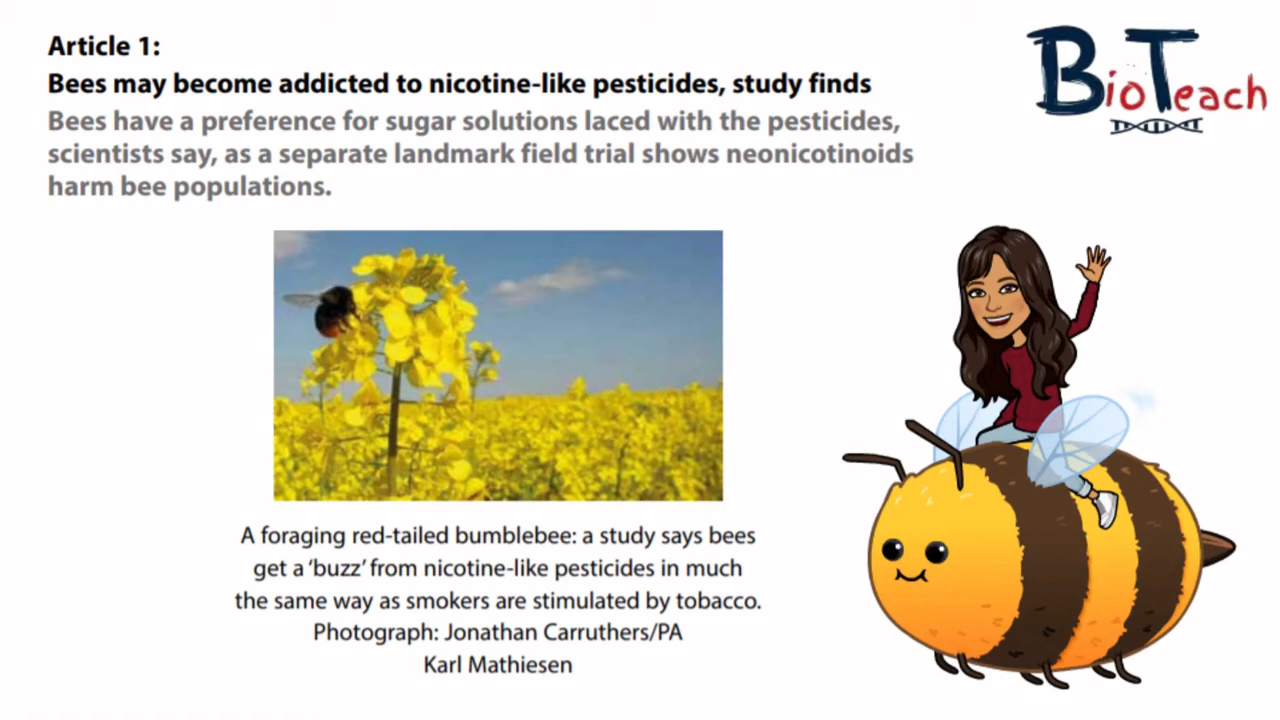 Article 1:
Bees may become addicted to nicotine-like pesticides, study finds
Bees have a preference for sugar solutions laced with the pesticides,
scientists say, as a separate landmark field trial shows neonicotinoids
harm bee populations.
BioTeach
A foraging red-tailed bumblebee: a study says bees
get a ‘buzz’ from nicotine-like pesticides in much
the same way as smokers are stimulated by tobacco.
Photograph: Jonathan Carruthers/PA
Karl Mathiesen